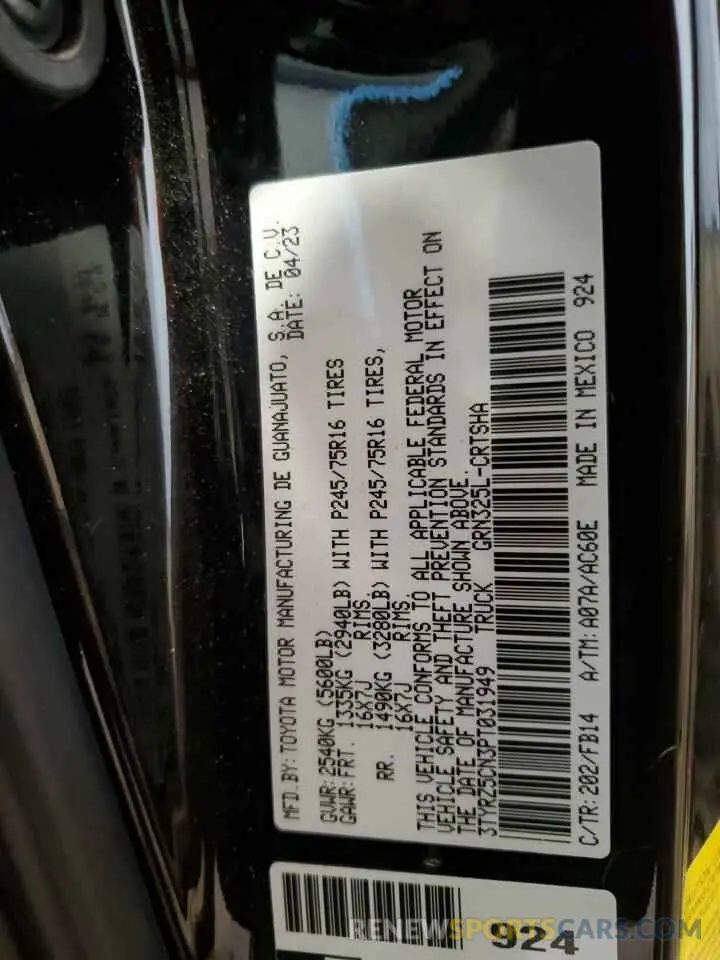 MFD.BY: TOYOTA MOTOR MANUFACTURING DE GUANAJUATO, S.A. DE C.V.
DATE: 04/23
GVWR: 2540KG (5600LB)
GAWR: FRT. 1335KG (2940LB) WITH P245/75R16 TIRES
16X7J RIMS.
RR. 1490KG (3280LB) WITH P245/75R16 TIRES,
16X7J RIMS
THIS VEHICLE CONFORMS TO ALL APPLICABLE FEDERAL MOTOR
VEHICLE SAFETY AND THEFT PREVENTION STANDARDS IN EFFECT ON
THE DATE OF MANUFACTURE SHOWN ABOVE.
3TYRZ5CN3PT031949 TRUCK GRN325L-CRTSHA
C/TR: 202/FB14 A/TM: A07A/AC60E MADE IN MEXICO 924
924
RENEWSPORTSCARS.COM